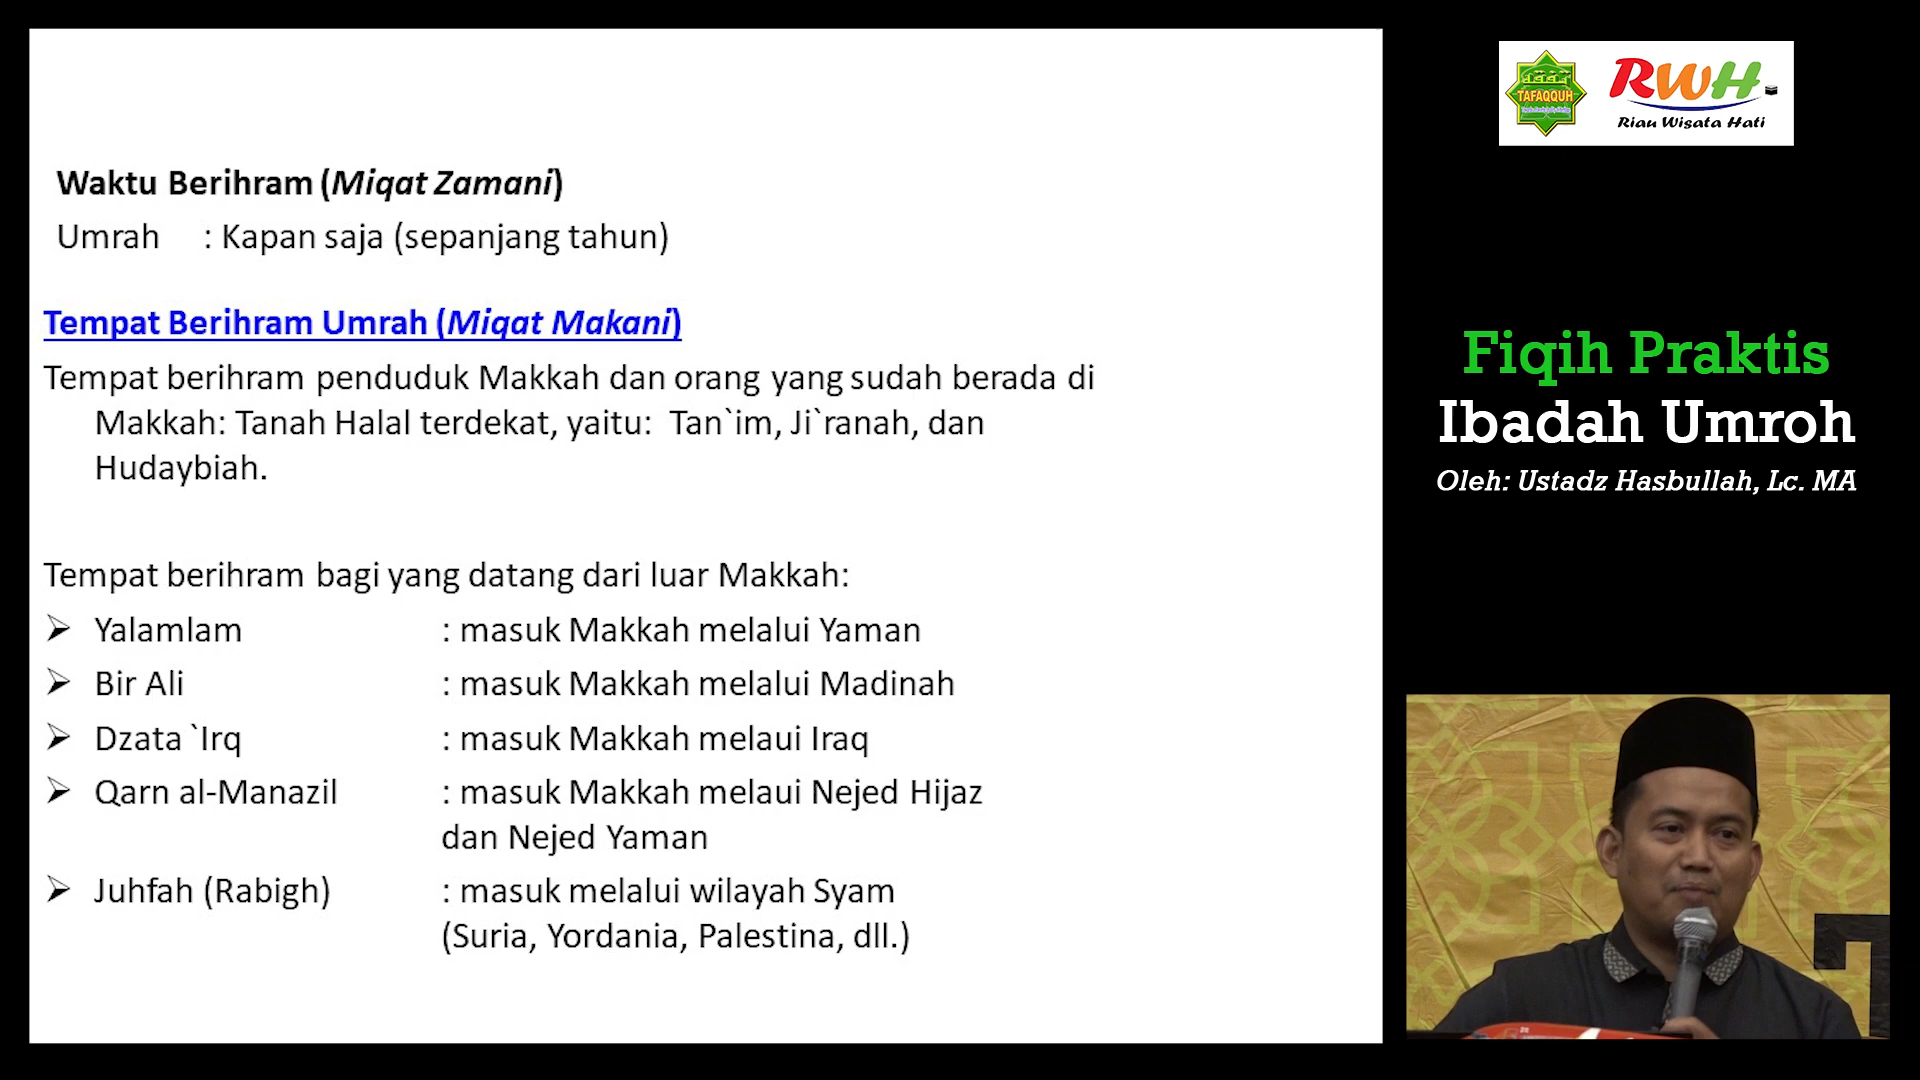 Waktu Berihram (Miqat Zamani)
Umrah : Kapan saja (sepanjang tahun)
Tempat Berihram Umrah (Miqat Makani)
Tempat berihram penduduk Makkah dan orang yang sudah berada di
Makkah: Tanah Halal terdekat, yaitu: Tan`im, Ji`ranah, dan
Hudaybiah.
Tempat berihram bagi yang datang dari luar Makkah:
➢ Yalamlam : masuk Makkah melalui Yaman
➢ Bir Ali : masuk Makkah melalui Madinah
➢ Dzata `Irq : masuk Makkah melaui Iraq
➢ Qarn al-Manazil : masuk Makkah melaui Nejed Hijaz
dan Nejed Yaman
➢ Juhfah (Rabigh) : masuk melalui wilayah Syam
(Suria, Yordania, Palestina, dll.)
TAFAQQUH
RWH
Riau Wisata Hati
Fiqih Praktis
Ibadah Umroh
Oleh: Ustadz Hasbullah, Lc. MA